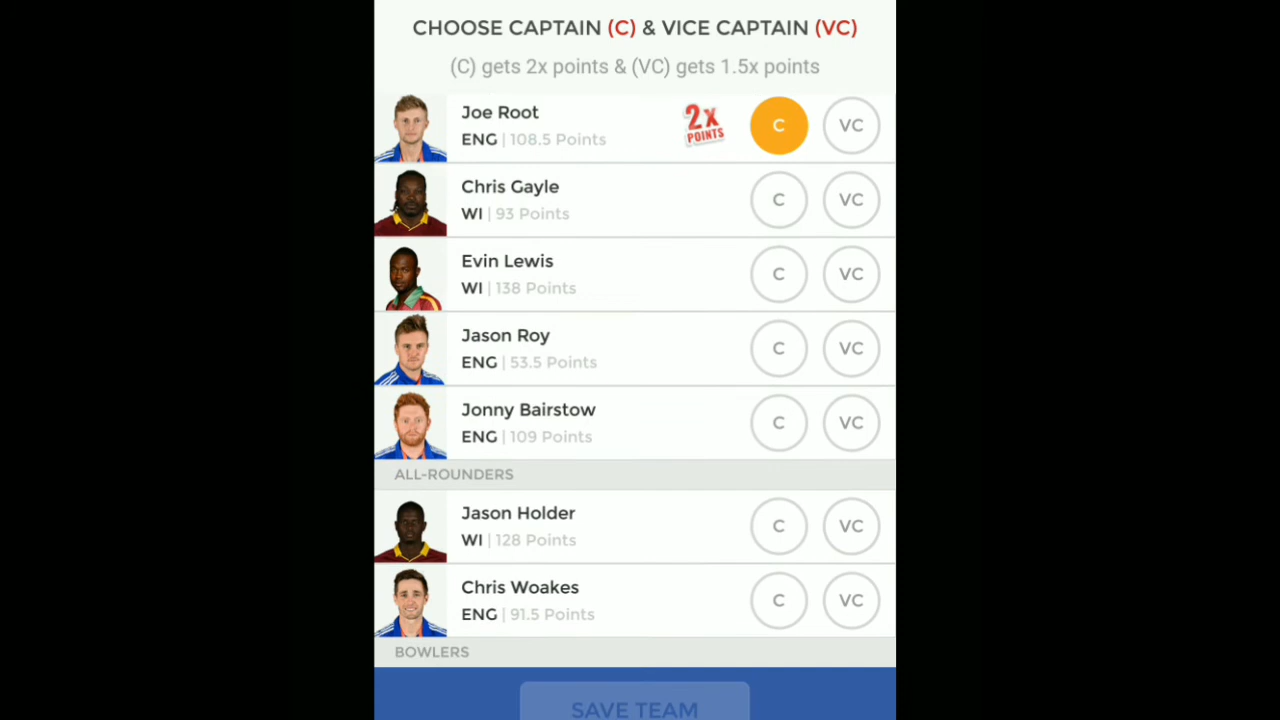 CHOOSE CAPTAIN (C) & VICE CAPTAIN (VC)
(C) gets 2x points & (VC) gets 1.5x points
Joe Root
ENG | 108.5 Points
2X
POINTS
C
VC
Chris Gayle
WI | 93 Points
C
VC
Evin Lewis
WI | 138 Points
C
VC
Jason Roy
ENG | 53.5 Points
C
VC
Jonny Bairstow
ENG | 109 Points
C
VC
ALL-ROUNDERS
Jason Holder
WI | 128 Points
C
VC
Chris Woakes
ENG | 91.5 Points
C
VC
BOWLERS
SAVE TEAM